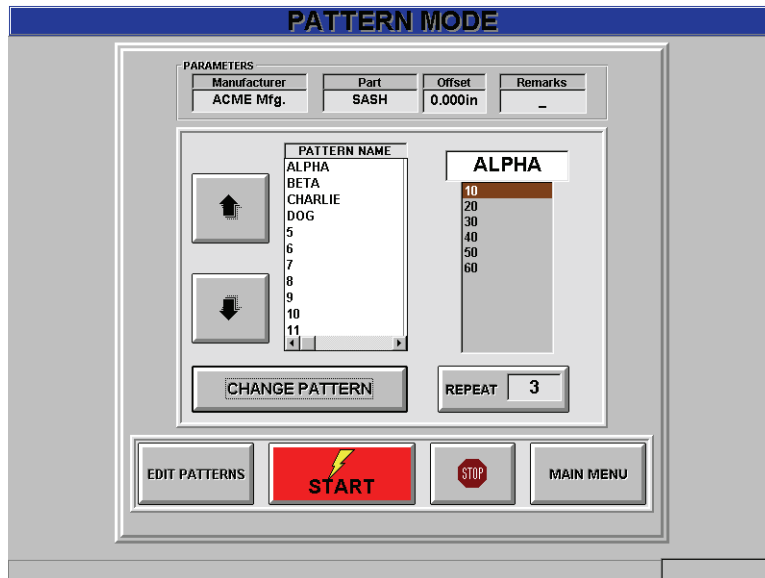 PATTERN MODE
PARAMETERS
Manufacturer Part Offset Remarks
ACME Mfg. SASH 0.000in _
PATTERN NAME
ALPHA
BETA
CHARLIE
DOG
5
6
7
8
9
10
11
ALPHA
10
20
30
40
50
60
CHANGE PATTERN
REPEAT 3
EDIT PATTERNS
START
STOP
MAIN MENU